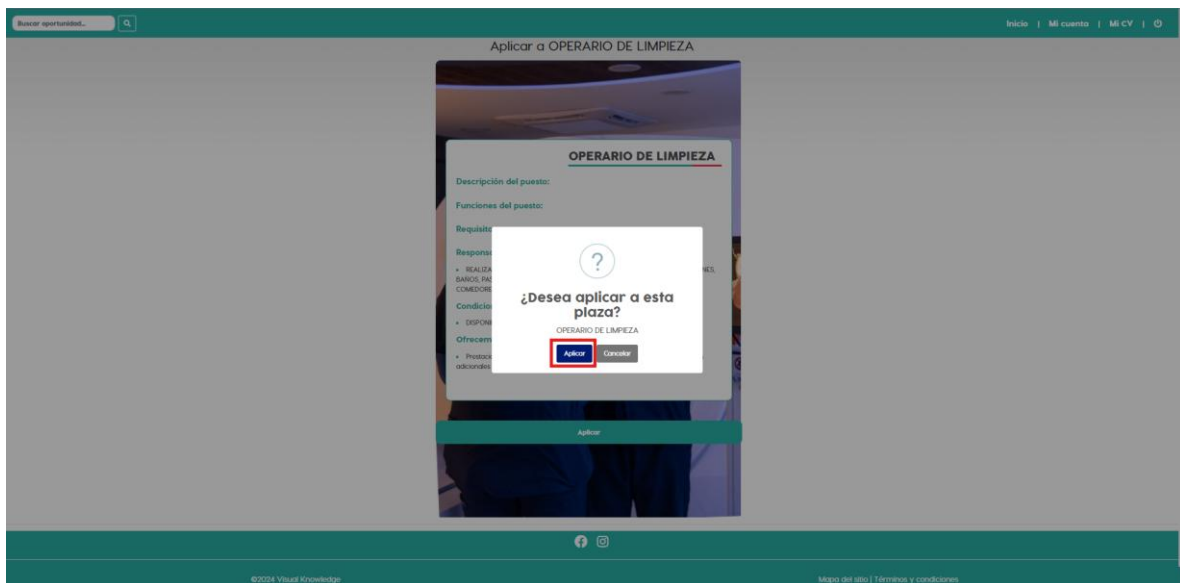 Buscar oportunidad...
Inicio | Mi cuenta | Mi CV |
Aplicar a OPERARIO DE LIMPIEZA
OPERARIO DE LIMPIEZA
Descripción del puesto:
Funciones del puesto:
Requisito
Respons
• REALIZA NES,
BAÑOS, PAS
COMEDORE
Condicio
• DISPONI
Ofrecem
• Prestaci
adicionales
¿Desea aplicar a esta
plaza?
OPERARIO DE LIMPIEZA
Aplicar Cancelar
Aplicar
©2024 Visual Knowledge Mapa del sitio | Términos y condiciones